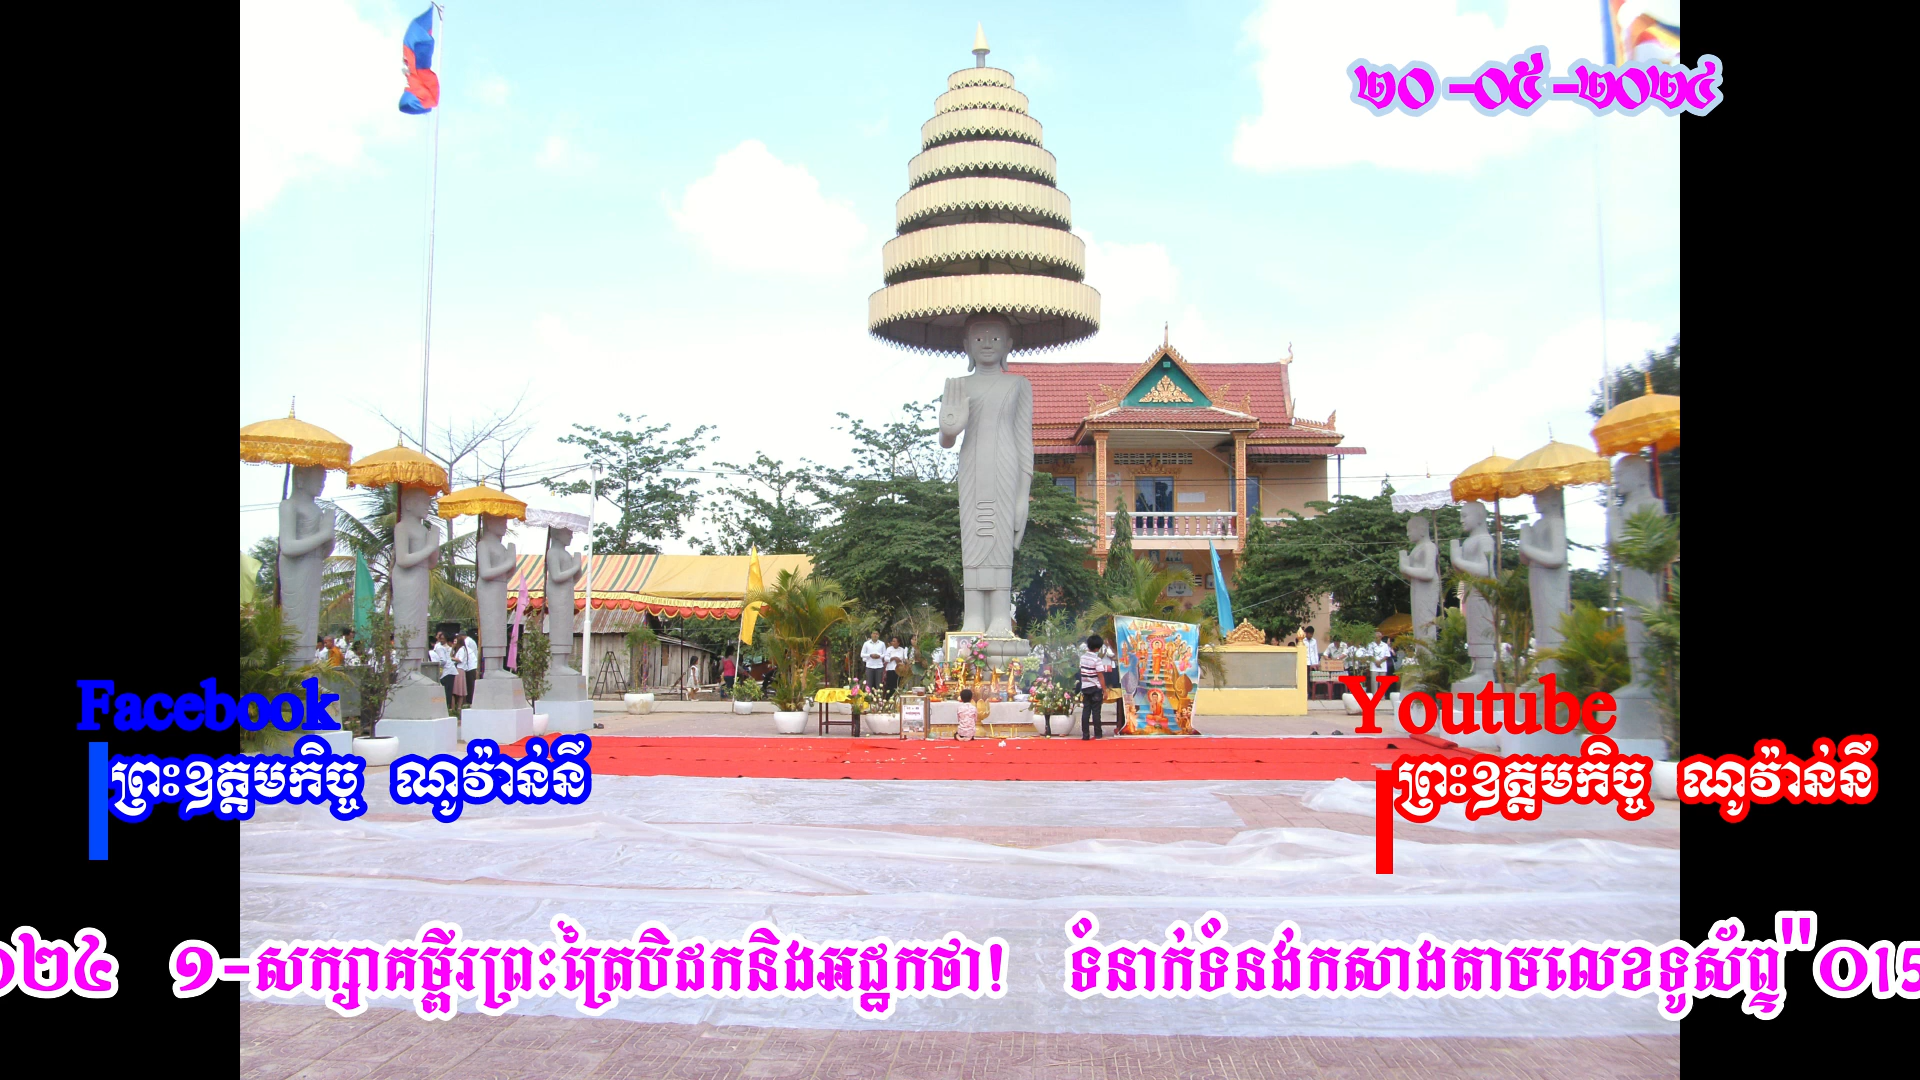 ២០ -០៥ -២០២៤
Facebook
ព្រះឧត្តមកិច្ច ណូវ៉ាន់នី
Youtube
ព្រះឧត្តមកិច្ច ណូវ៉ាន់នី
០២៤ ១-សក្សាគម្ពីរព្រះត្រៃបិដកនិងអដ្ឋកថា! ទំនាក់ទំនង់កសាងតាមលេខទូស័ព្ទ"015